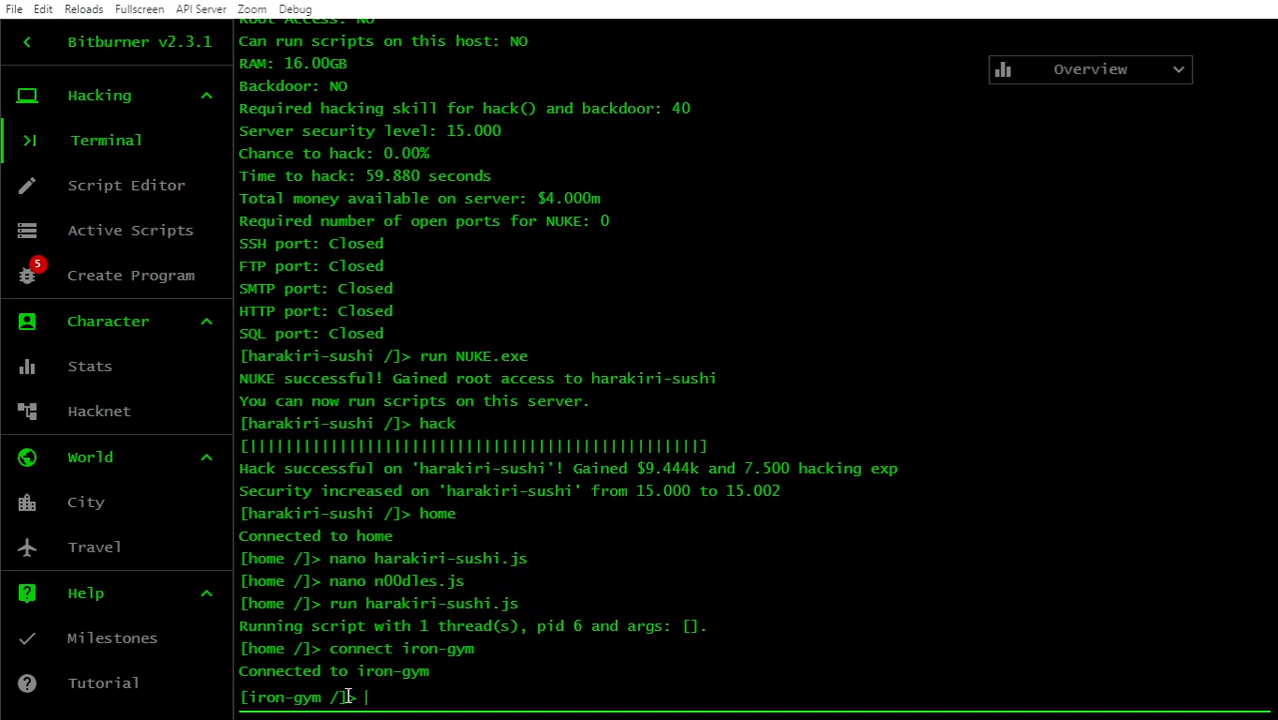 File Edit Reloads Fullscreen API Server Zoom Debug
Bitburner v2.3.1
Hacking
Terminal
Script Editor
Active Scripts
5
Create Program
Character
Stats
Hacknet
World
City
Travel
Help
Milestones
Tutorial
Root Access: NO
Can run scripts on this host: NO
RAM: 16.00GB
Backdoor: NO
Required hacking skill for hack() and backdoor: 40
Server security level: 15.000
Chance to hack: 0.00%
Time to hack: 59.880 seconds
Total money available on server: $4.000m
Required number of open ports for NUKE: 0
SSH port: Closed
FTP port: Closed
SMTP port: Closed
HTTP port: Closed
SQL port: Closed
[harakiri-sushi /]> run NUKE.exe
NUKE successful! Gained root access to harakiri-sushi
You can now run scripts on this server.
[harakiri-sushi /]> hack
[||||||||||||||||||||||||||||||||||||||||||||||||||]
Hack successful on 'harakiri-sushi'! Gained $9.444k and 7.500 hacking exp
Security increased on 'harakiri-sushi' from 15.000 to 15.002
[harakiri-sushi /]> home
Connected to home
[home /]> nano harakiri-sushi.js
[home /]> nano n00dles.js
[home /]> run harakiri-sushi.js
Running script with 1 thread(s), pid 6 and args: [].
[home /]> connect iron-gym
Connected to iron-gym
[iron-gym /]>
Overview